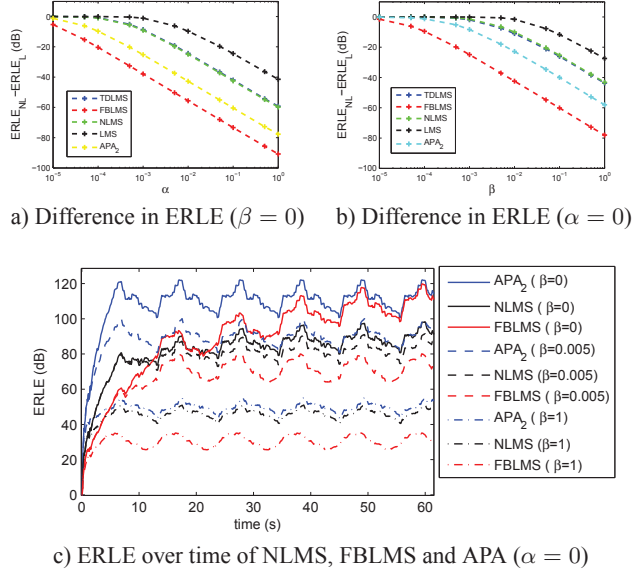 ERLE_NL-ERLE_L (dB)
0
-20
-40
-60
-80
-100
TDLMS
FBLMS
NLMS
LMS
APA_2
10^-5
10^-4
10^-3
10^-2
10^-1
10^0
α
a) Difference in ERLE (β = 0)
ERLE_NL-ERLE_L (dB)
0
-20
-40
-60
-80
-100
TDLMS
FBLMS
NLMS
LMS
APA_2
10^-5
10^-4
10^-3
10^-2
10^-1
10^0
β
b) Difference in ERLE (α = 0)
ERLE (dB)
120
100
80
60
40
20
0
0
10
20
30
40
50
60
time (s)
APA_2 ( β=0)
NLMS ( β=0)
FBLMS ( β=0)
APA_2 ( β=0.005)
NLMS ( β=0.005)
FBLMS ( β=0.005)
APA_2 ( β=1)
NLMS (β=1)
FBLMS ( β=1)
c) ERLE over time of NLMS, FBLMS and APA (α = 0)